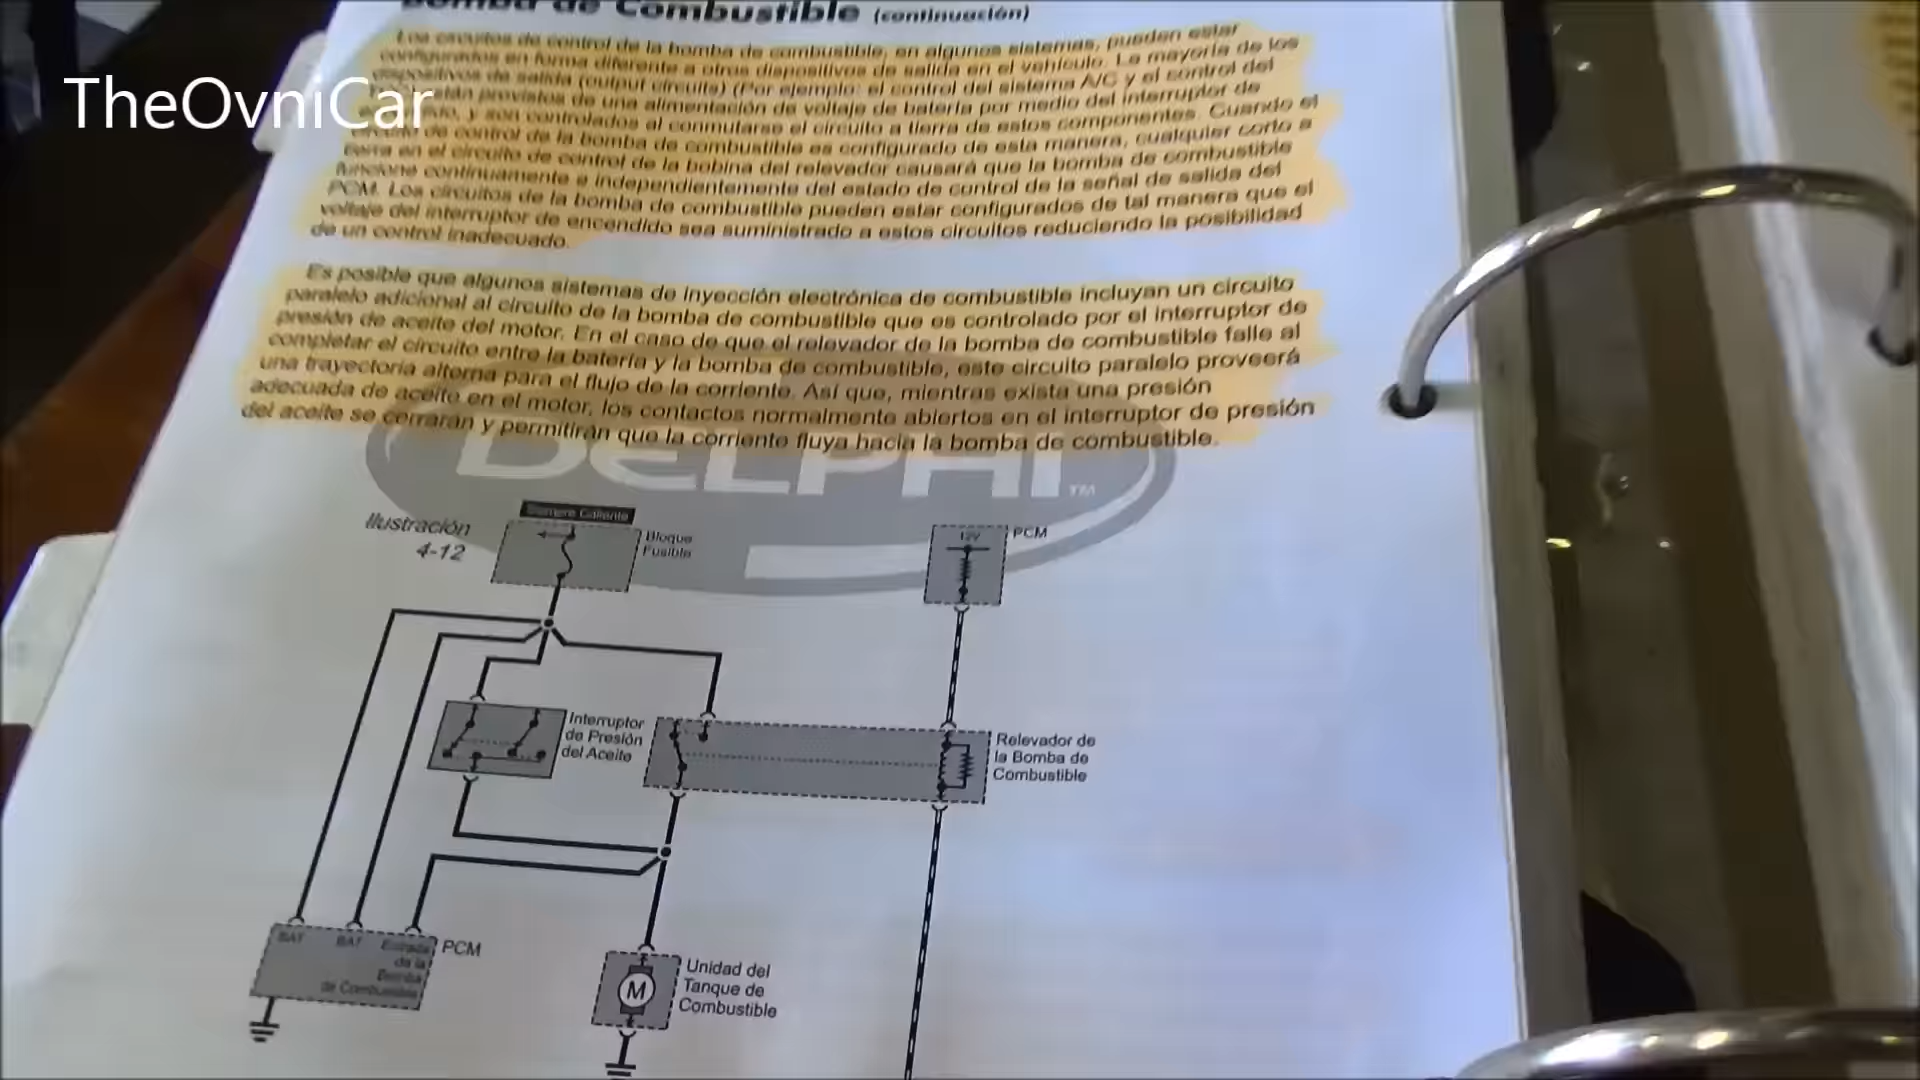 Bomba de Combustible (continuación)
TheOvniCar
Los circuitos de control de la bomba de combustible, en algunos sistemas, pueden estar
configurados en forma diferente a otros dispositivos de salida en el vehículo. La mayoría de los
dispositivos de salida (output circuits) (Por ejemplo: el control del sistema A/C y el control del
están provistos de una alimentación de voltaje de batería por medio del interruptor de
y son controlados al conmutarse el circuito a tierra de estos componentes. Cuando el
de control de la bomba de combustible es configurado de esta manera, cualquier corto a
tierra en el circuito de control de la bobina del relevador causará que la bomba de combustible
funcione continuamente e independientemente del estado de control de la señal de salida del
PCM. Los circuitos de la bomba de combustible pueden estar configurados de tal manera que el
voltaje del interruptor de encendido sea suministrado a estos circuitos reduciendo la posibilidad
de un control inadecuado.
Es posible que algunos sistemas de inyección electrónica de combustible incluyan un circuito
paralelo adicional al circuito de la bomba de combustible que es controlado por el interruptor de
presión de aceite del motor. En el caso de que el relevador de la bomba de combustible falle al
completar el circuito entre la batería y la bomba de combustible, este circuito paralelo proveerá
una trayectoria alterna para el flujo de la corriente. Así que, mientras exista una presión
adecuada de aceite en el motor, los contactos normalmente abiertos en el interruptor de presión
del aceite se cerrarán y permitirán que la corriente fluya hacia la bomba de combustible.
DELPHI™
Ilustración
4-12
Siempre Caliente
Bloque
Fusible
12V
PCM
Interruptor
de Presión
del Aceite
Relevador de
la Bomba de
Combustible
BAT BAT Entrada
de la
Bomba
de Combustible
PCM
M
Unidad del
Tanque de
Combustible